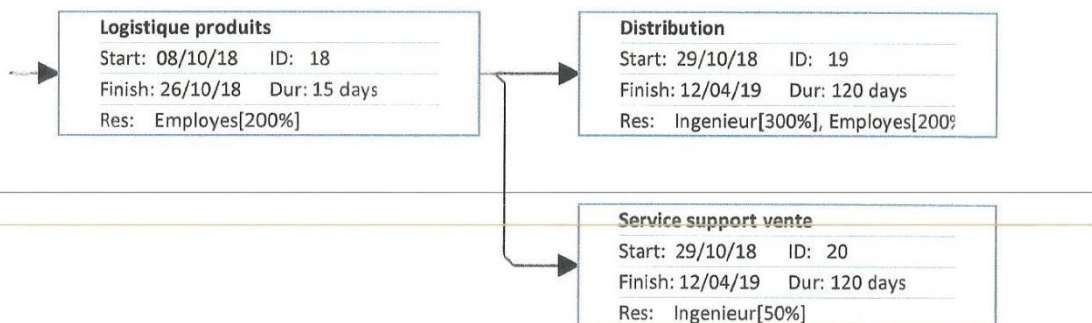 Logistique produits
Start: 08/10/18 ID: 18
Finish: 26/10/18 Dur: 15 days
Res: Employes[200%]
Distribution
Start: 29/10/18 ID: 19
Finish: 12/04/19 Dur: 120 days
Res: Ingenieur[300%], Employes[200%
Service support vente
Start: 29/10/18 ID: 20
Finish: 12/04/19 Dur: 120 days
Res: Ingenieur[50%]